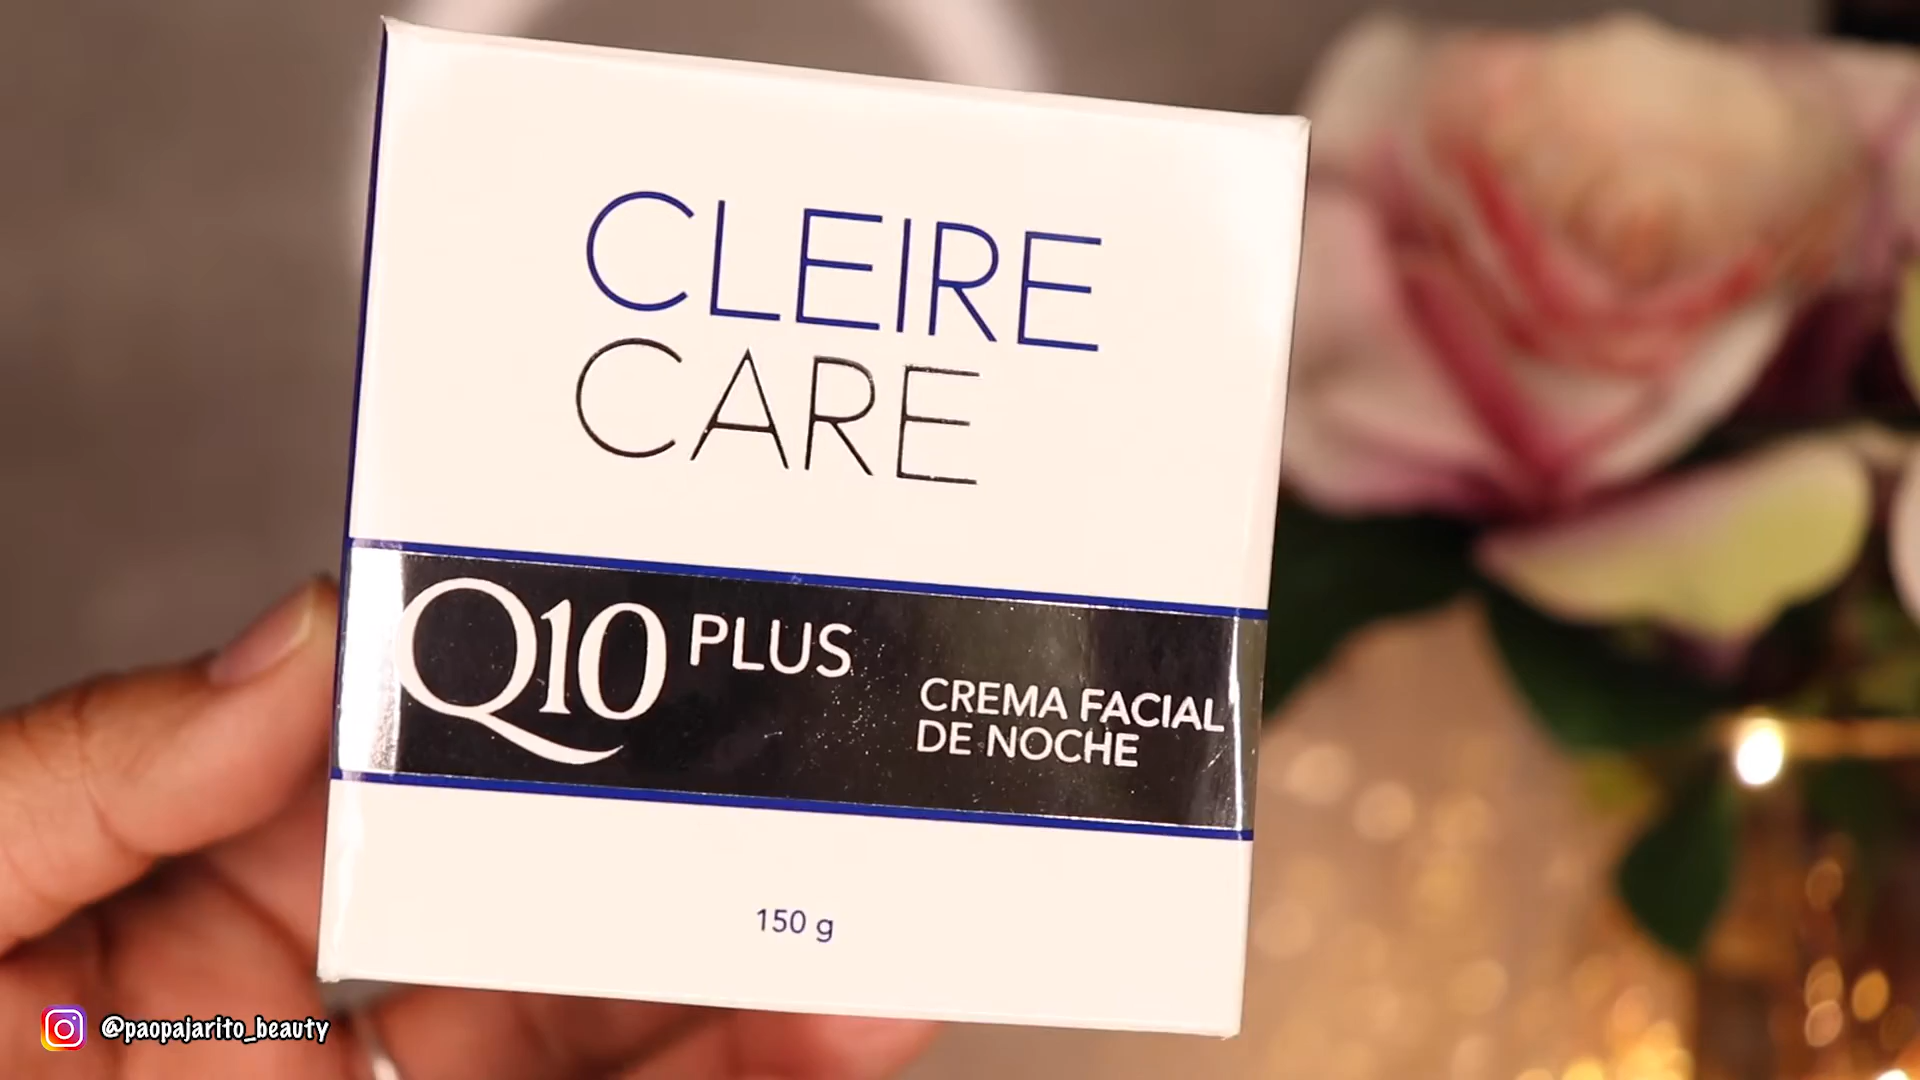 CLEIRE
CARE
Q10 PLUS
CREMA FACIAL
DE NOCHE
150 g
@paopajarito_beauty